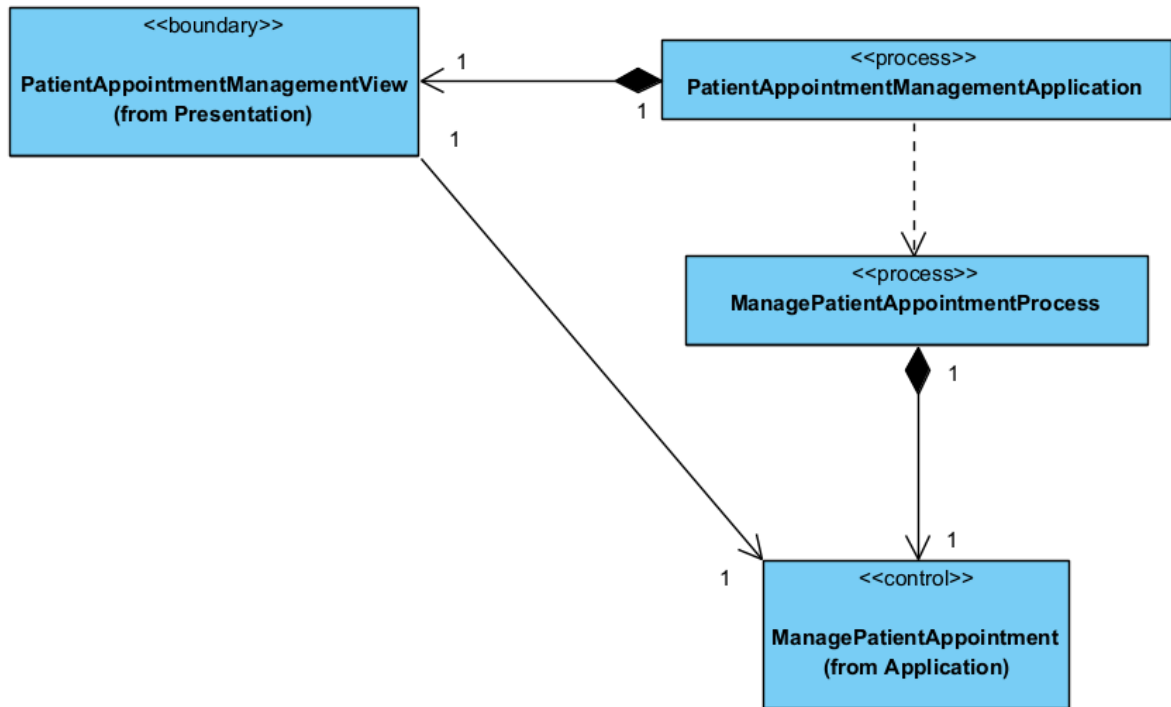 <<boundary>>
PatientAppointmentManagementView
(from Presentation)
<<process>>
PatientAppointmentManagementApplication
1
1
1
<<process>>
ManagePatientAppointmentProcess
1
1
1
<<control>>
ManagePatientAppointment
(from Application)